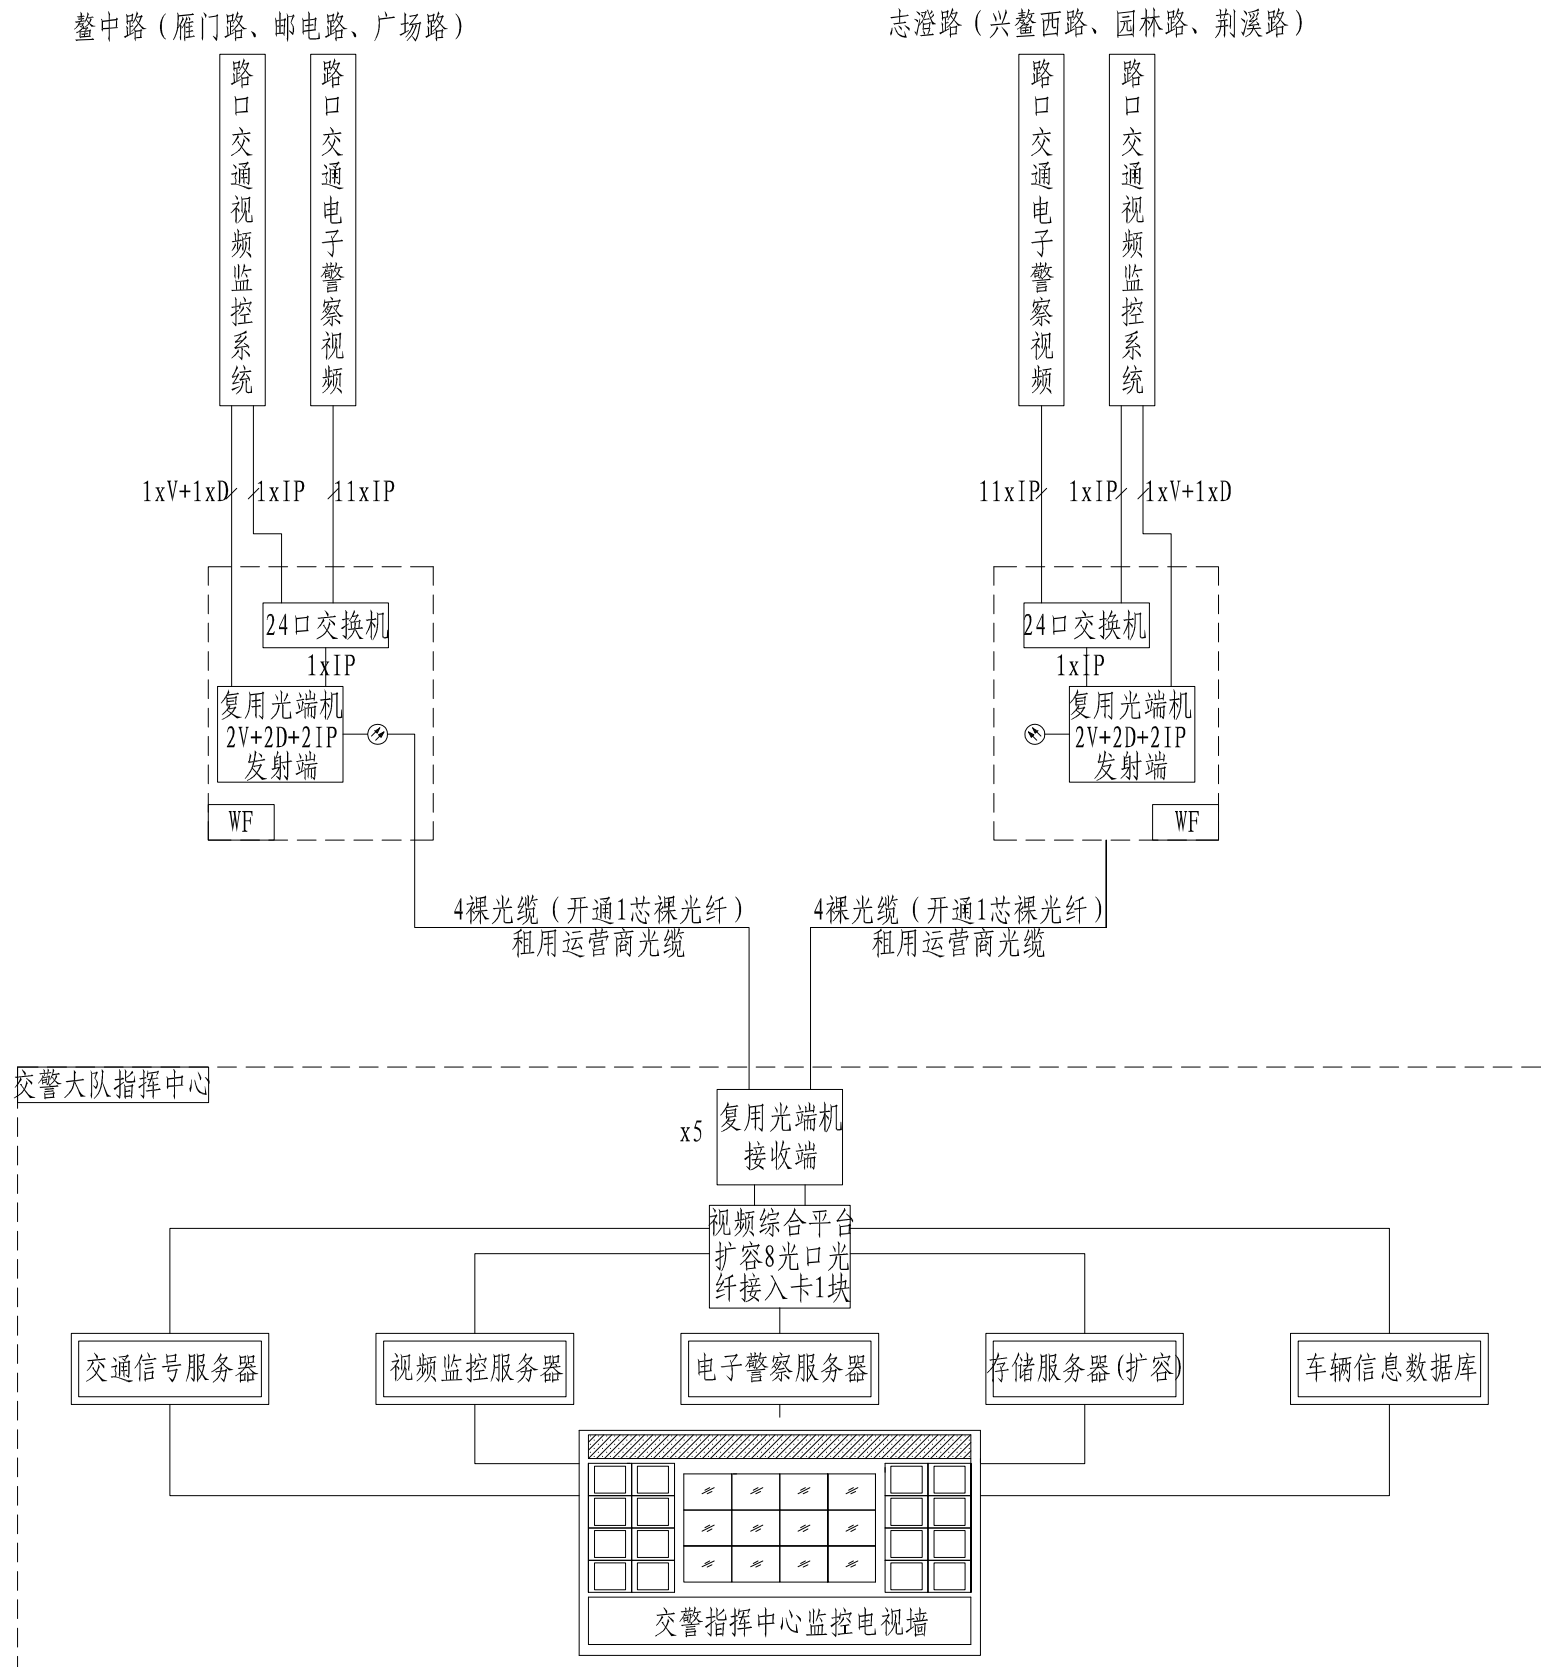 鳌中路（雁门路、邮电路、广场路）
志澄路（兴鳌西路、园林路、荆溪路）
路口交通视频监控系统
路口交通电子警察视频
路口交通电子警察视频
路口交通视频监控系统
1xV+1xD
1xIP
11xIP
11xIP
1xIP
1xV+1xD
24口交换机
24口交换机
1xIP
1xIP
复用光端机
2V+2D+2IP
发射端
复用光端机
2V+2D+2IP
发射端
WF
WF
4裸光缆（开通1芯裸光纤）
租用运营商光缆
4裸光缆（开通1芯裸光纤）
租用运营商光缆
交警大队指挥中心
x5
复用光端机
接收端
视频综合平台
扩容8光口光
纤接入卡1块
交通信号服务器
视频监控服务器
电子警察服务器
存储服务器(扩容)
车辆信息数据库
交警指挥中心监控电视墙